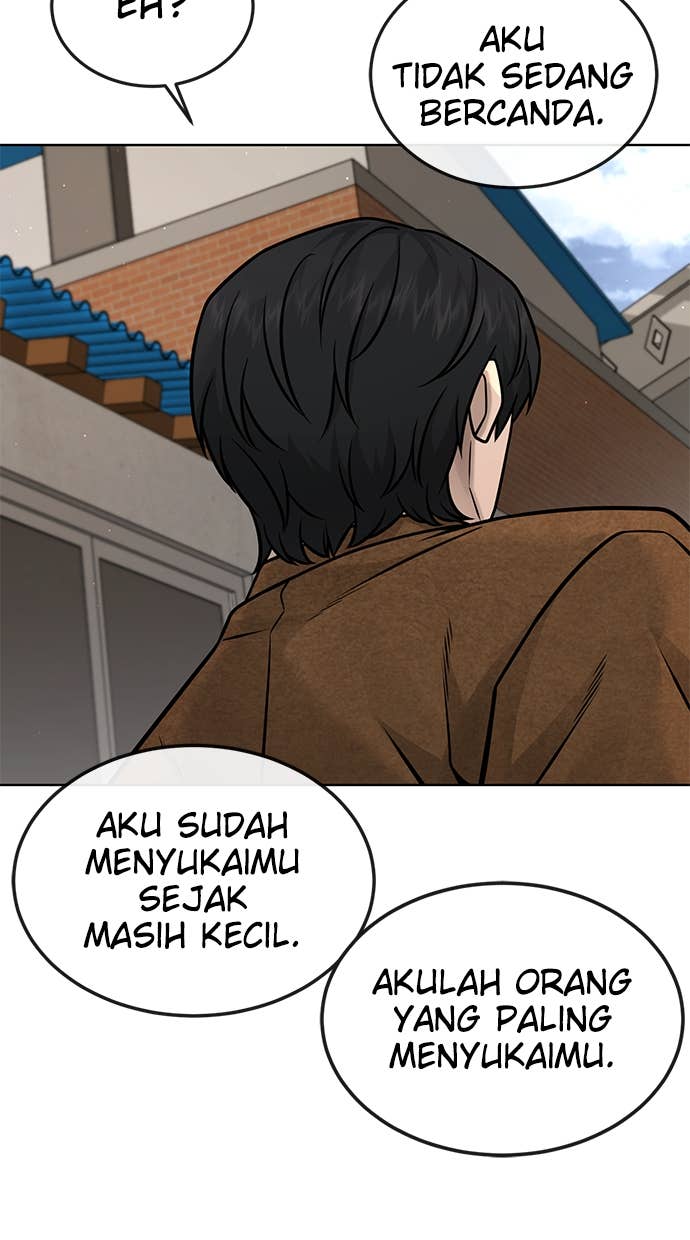 EH?
AKU
TIDAK SEDANG
BERCANDA.
AKU SUDAH
MENYUKAIMU
SEJAK
MASIH KECIL.
AKULAH ORANG
YANG PALING
MENYUKAIMU.